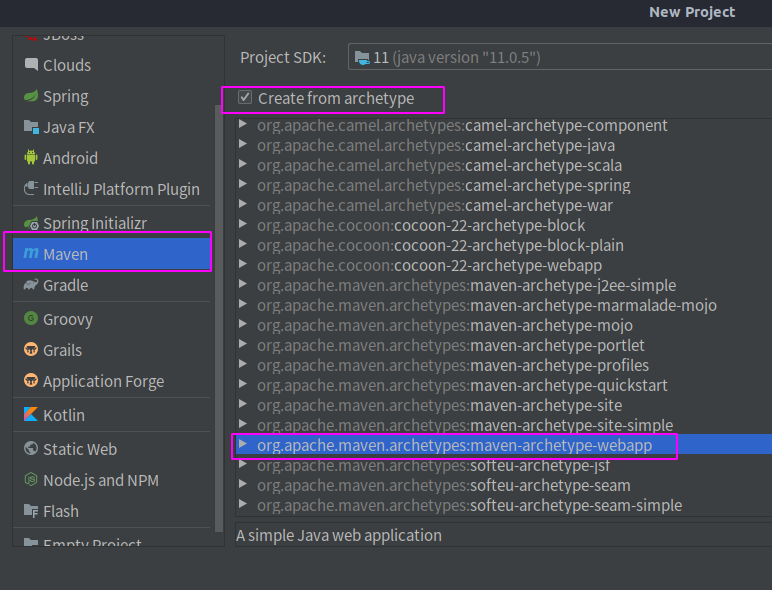 New Project
JBoss
Clouds
Spring
Java FX
Android
IntelliJ Platform Plugin
Spring Initializr
Maven
Gradle
Groovy
Grails
Application Forge
Kotlin
Static Web
Node.js and NPM
Flash
Empty Project
Project SDK: 11 (java version "11.0.5")
Create from archetype
org.apache.camel.archetypes:camel-archetype-component
org.apache.camel.archetypes:camel-archetype-java
org.apache.camel.archetypes:camel-archetype-scala
org.apache.camel.archetypes:camel-archetype-spring
org.apache.camel.archetypes:camel-archetype-war
org.apache.cocoon:cocoon-22-archetype-block
org.apache.cocoon:cocoon-22-archetype-block-plain
org.apache.cocoon:cocoon-22-archetype-webapp
org.apache.maven.archetypes:maven-archetype-j2ee-simple
org.apache.maven.archetypes:maven-archetype-marmalade-mojo
org.apache.maven.archetypes:maven-archetype-mojo
org.apache.maven.archetypes:maven-archetype-portlet
org.apache.maven.archetypes:maven-archetype-profiles
org.apache.maven.archetypes:maven-archetype-quickstart
org.apache.maven.archetypes:maven-archetype-site
org.apache.maven.archetypes:maven-archetype-site-simple
org.apache.maven.archetypes:maven-archetype-webapp
org.apache.maven.archetypes:softeu-archetype-jsf
org.apache.maven.archetypes:softeu-archetype-seam
org.apache.maven.archetypes:softeu-archetype-seam-simple
A simple Java web application